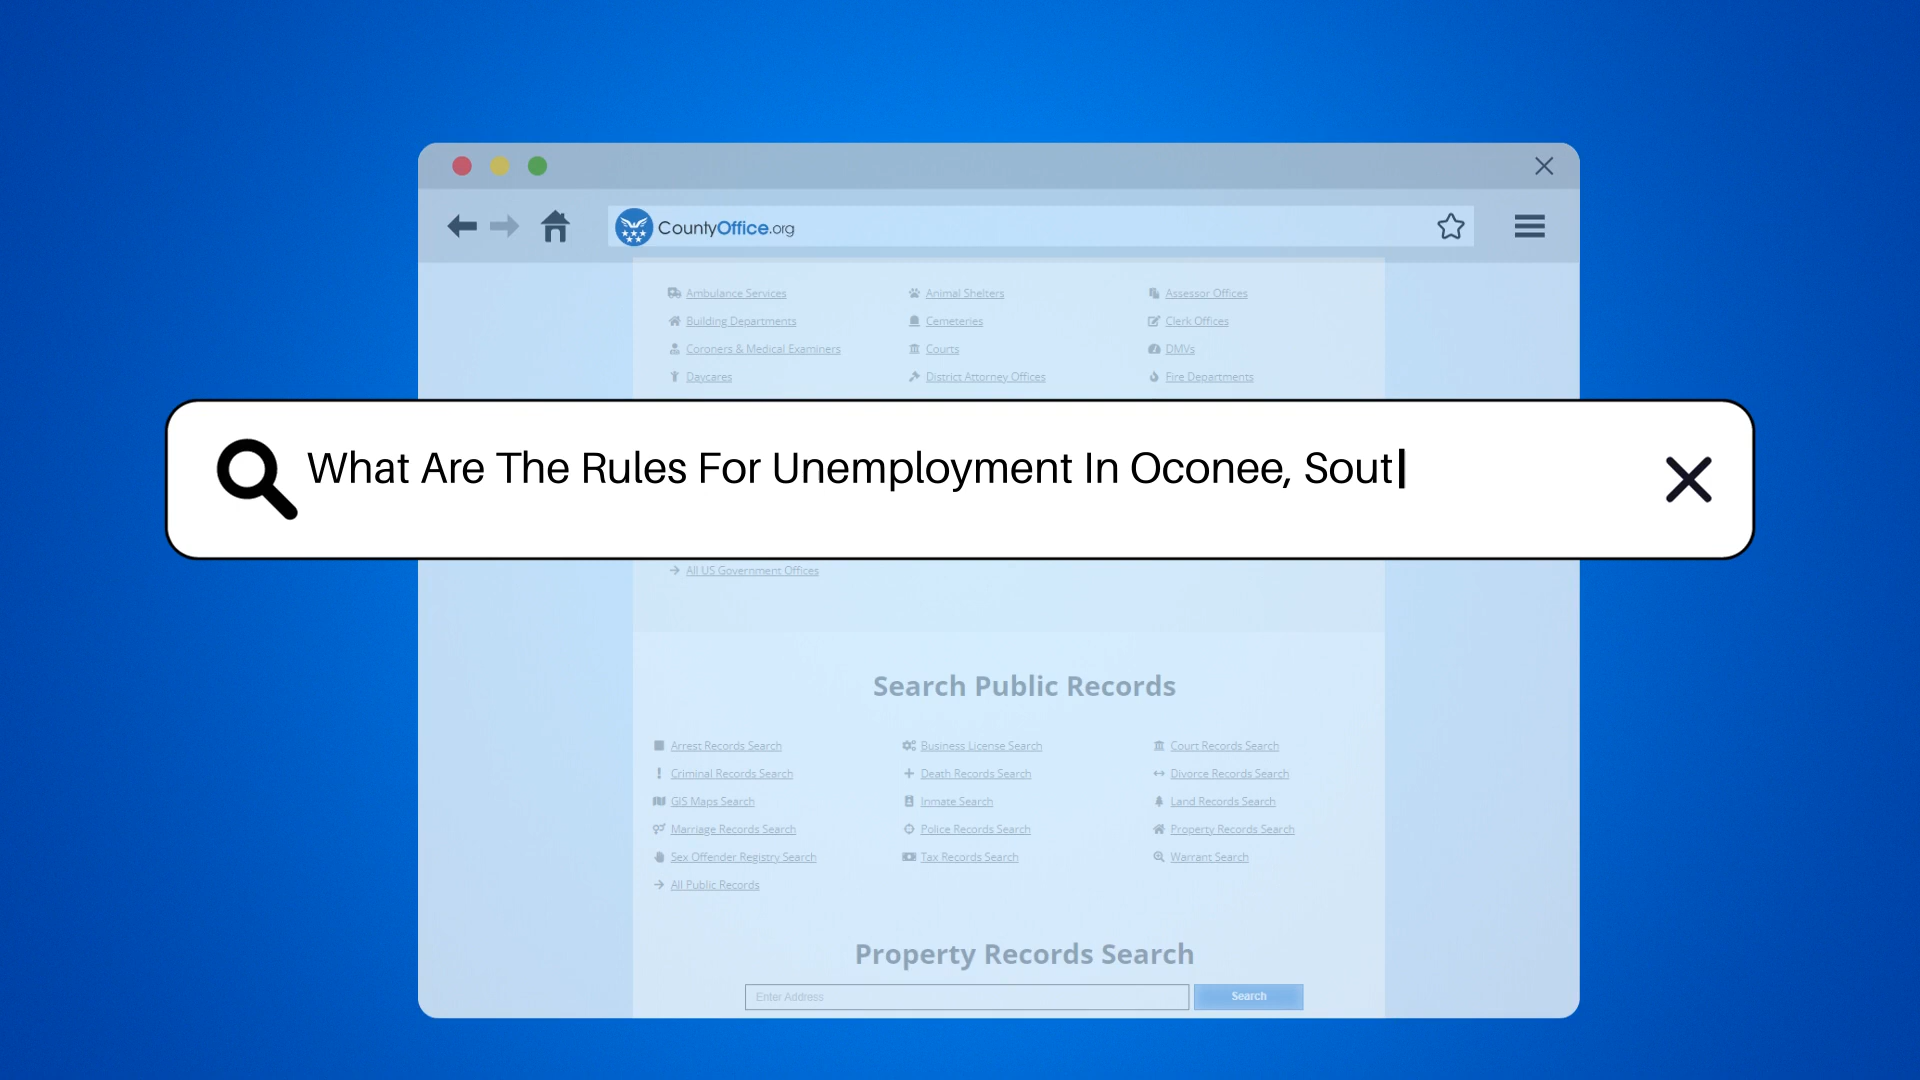 CountyOffice.org
Ambulance Services Animal Shelters Assessor Offices
Building Departments Cemeteries Clerk Offices
Coroners & Medical Examiners Courts DMVs
Daycares District Attorney Offices Fire Departments
What Are The Rules For Unemployment In Oconee, Sout
All US Government Offices
Search Public Records
Arrest Records Search Business License Search Court Records Search
Criminal Records Search Death Records Search Divorce Records Search
GIS Maps Search Inmate Search Land Records Search
Marriage Records Search Police Records Search Property Records Search
Sex Offender Registry Search Tax Records Search Warrant Search
All Public Records
Property Records Search
Enter Address Search